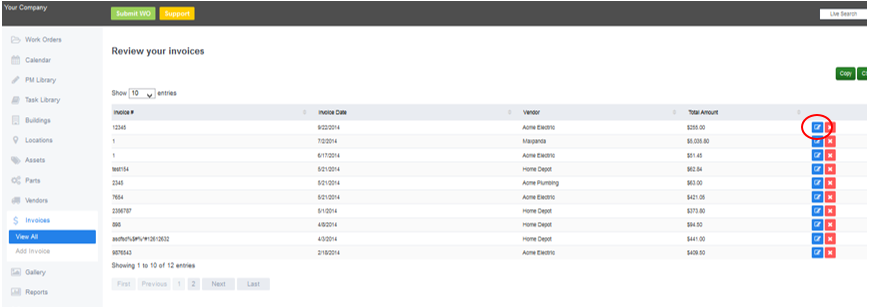 Your Company
Submit WO Support
Live Search
Work Orders
Calendar
PM Library
Task Library
Buildings
Locations
Assets
Parts
Vendors
$ Invoices
View All
Add Invoice
Gallery
Reports
Review your invoices
Copy
Show 10 entries
Invoice # Invoice Date Vendor Total Amount
12345 9/22/2014 Acme Electric $255.00
1 7/2/2014 Maxpanda $5,035.80
1 6/17/2014 Acme Electric $51.45
test154 5/21/2014 Home Depot $62.84
2345 5/21/2014 Acme Plumbing $63.00
7654 5/21/2014 Acme Electric $421.05
2356787 5/1/2014 Home Depot $373.80
898 4/8/2014 Home Depot $94.50
4/3/2014 Home Depot $441.00
9876543 2/18/2014 Acme Electric $409.50
Showing 1 to 10 of 12 entries
First Previous 1 2 Next Last